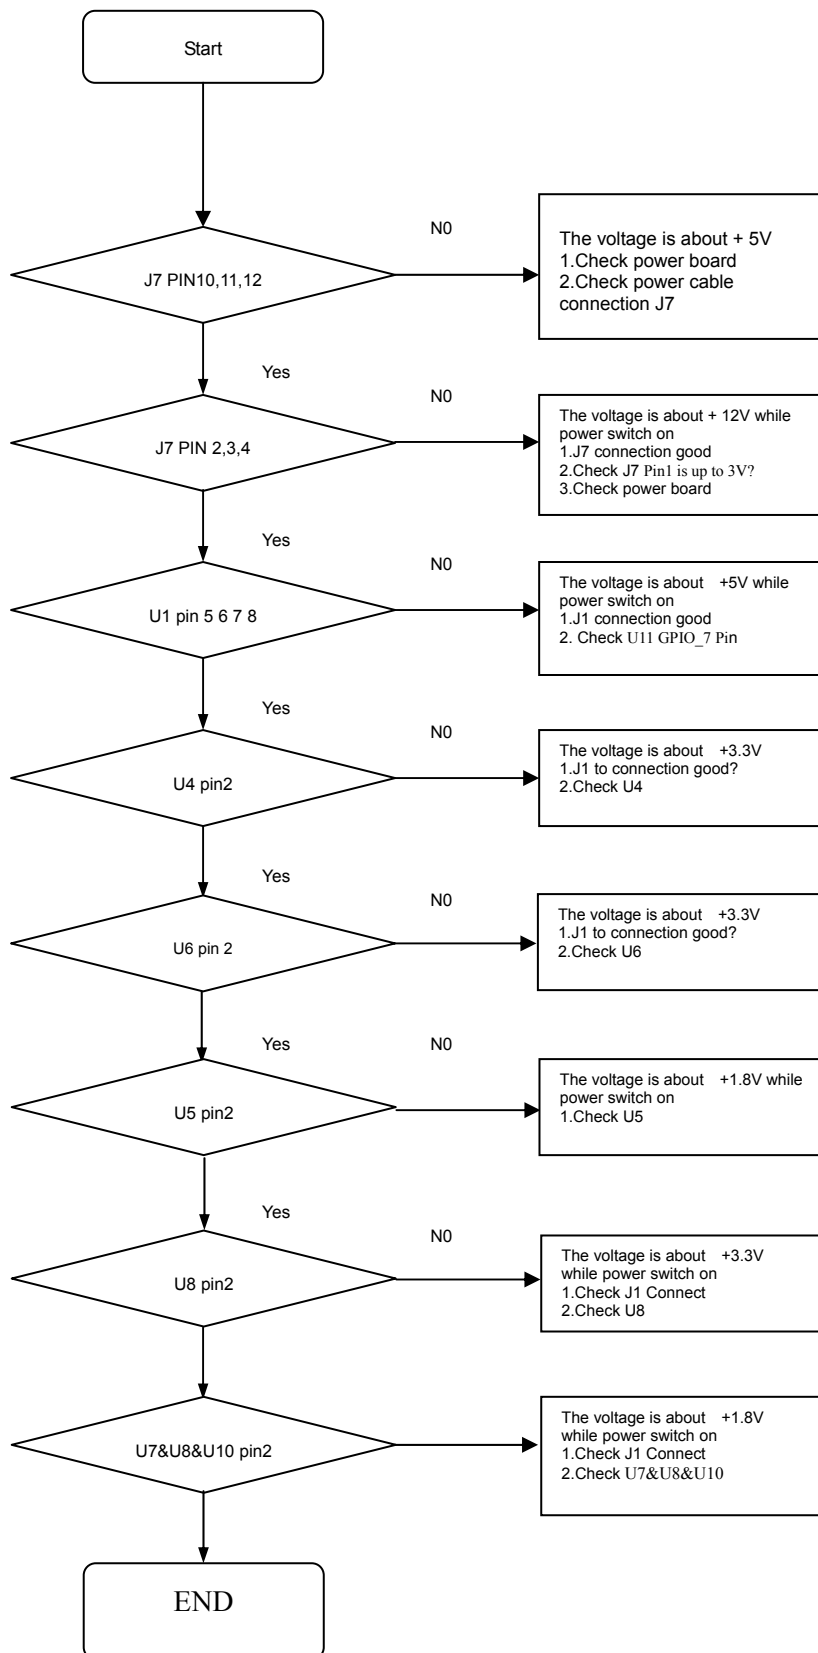 Start
N0
J7 PIN10,11,12
The voltage is about + 5V
1.Check power board
2.Check power cable
connection J7
Yes
N0
J7 PIN 2,3,4
The voltage is about + 12V while
power switch on
1.J7 connection good
2.Check J7 Pin1 is up to 3V?
3.Check power board
Yes
N0
U1 pin 5 6 7 8
The voltage is about +5V while
power switch on
1.J1 connection good
2. Check U11 GPIO_7 Pin
Yes
N0
U4 pin2
The voltage is about +3.3V
1.J1 to connection good?
2.Check U4
Yes
N0
U6 pin 2
The voltage is about +3.3V
1.J1 to connection good?
2.Check U6
Yes
N0
U5 pin2
The voltage is about +1.8V while
power switch on
1.Check U5
Yes
N0
U8 pin2
The voltage is about +3.3V
while power switch on
1.Check J1 Connect
2.Check U8
U7&U8&U10 pin2
The voltage is about +1.8V
while power switch on
1.Check J1 Connect
2.Check U7&U8&U10
END